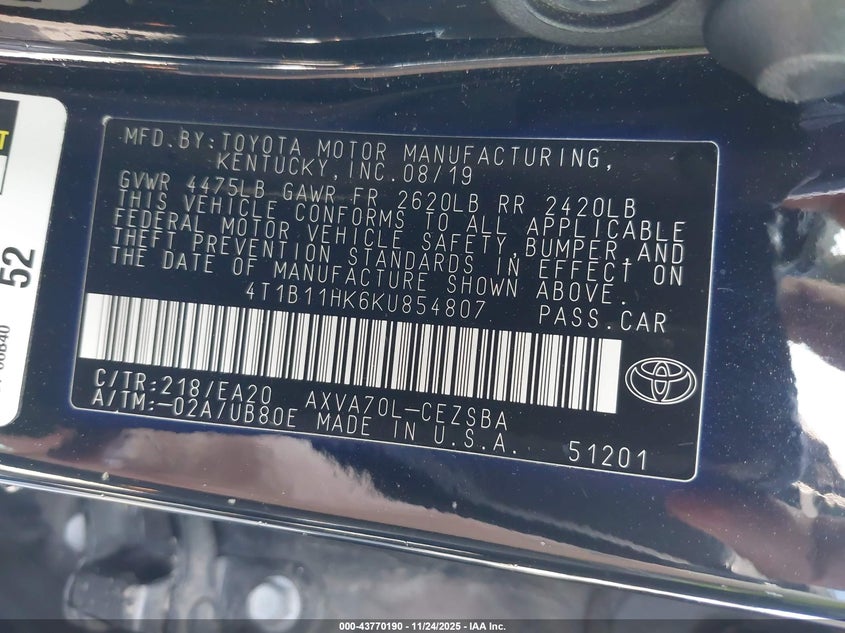 MFD.BY:TOYOTA MOTOR MANUFACTURING,
KENTUCKY, INC.08/19
GVWR 4475LB GAWR FR 2620LB RR 2420LB
THIS VEHICLE CONFORMS TO ALL APPLICABLE
FEDERAL MOTOR VEHICLE SAFETY,BUMPER,AND
THEFT PREVENTION STANDARDS IN EFFECT ON
THE DATE OF MANUFACTURE SHOWN ABOVE.
4T1B11HK6KU854807 PASS.CAR
C/TR:218/EA20 AXVA70L-CEZSBA
A/TM:-02A/UB80E MADE IN U.S.A. 51201
52
000-43770190 - 11/24/2025 - IAA Inc.